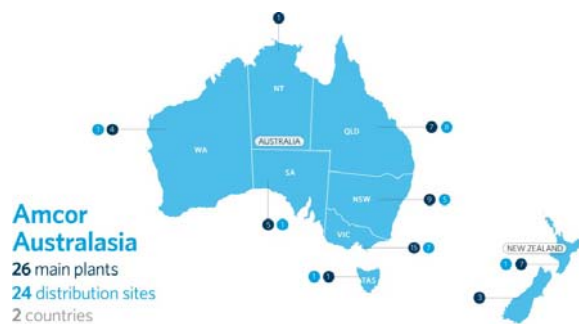 1
NT
1 4
WA
AUSTRALIA
QLD
7 8
SA
NSW
9 5
5 1
VIC
15 7
Amcor
Australasia
26 main plants
24 distribution sites
2 countries
1 1
TAS
NEW ZEALAND
1 7
3